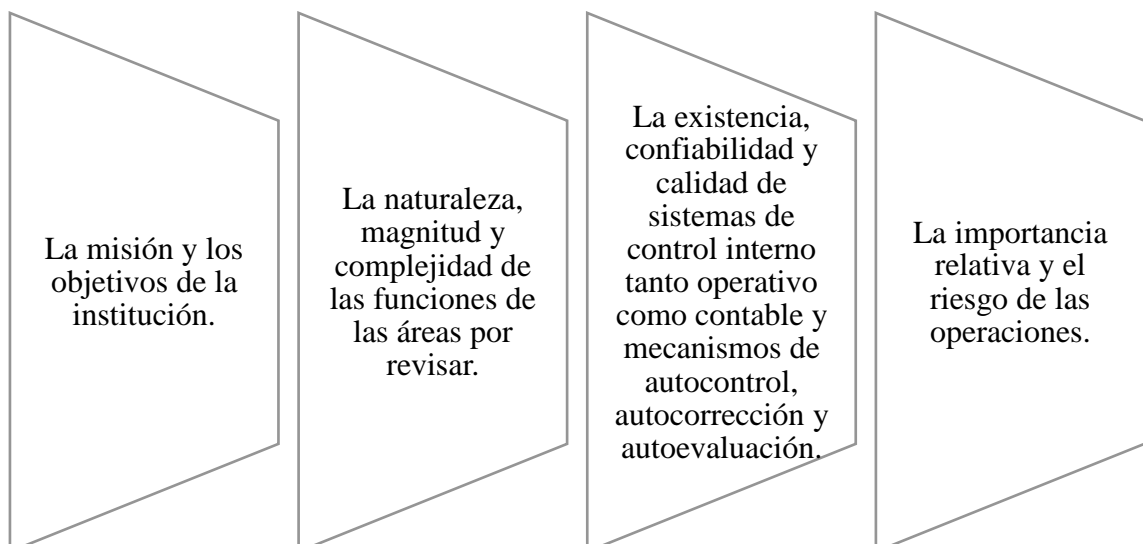 La misión y los
objetivos de la
institución.
La naturaleza,
magnitud y
complejidad de
las funciones de
las áreas por
revisar.
La existencia,
confiabilidad y
calidad de
sistemas de
control interno
tanto operativo
como contable y
mecanismos de
autocontrol,
autocorrección y
autoevaluación.
La importancia
relativa y el
riesgo de las
operaciones.